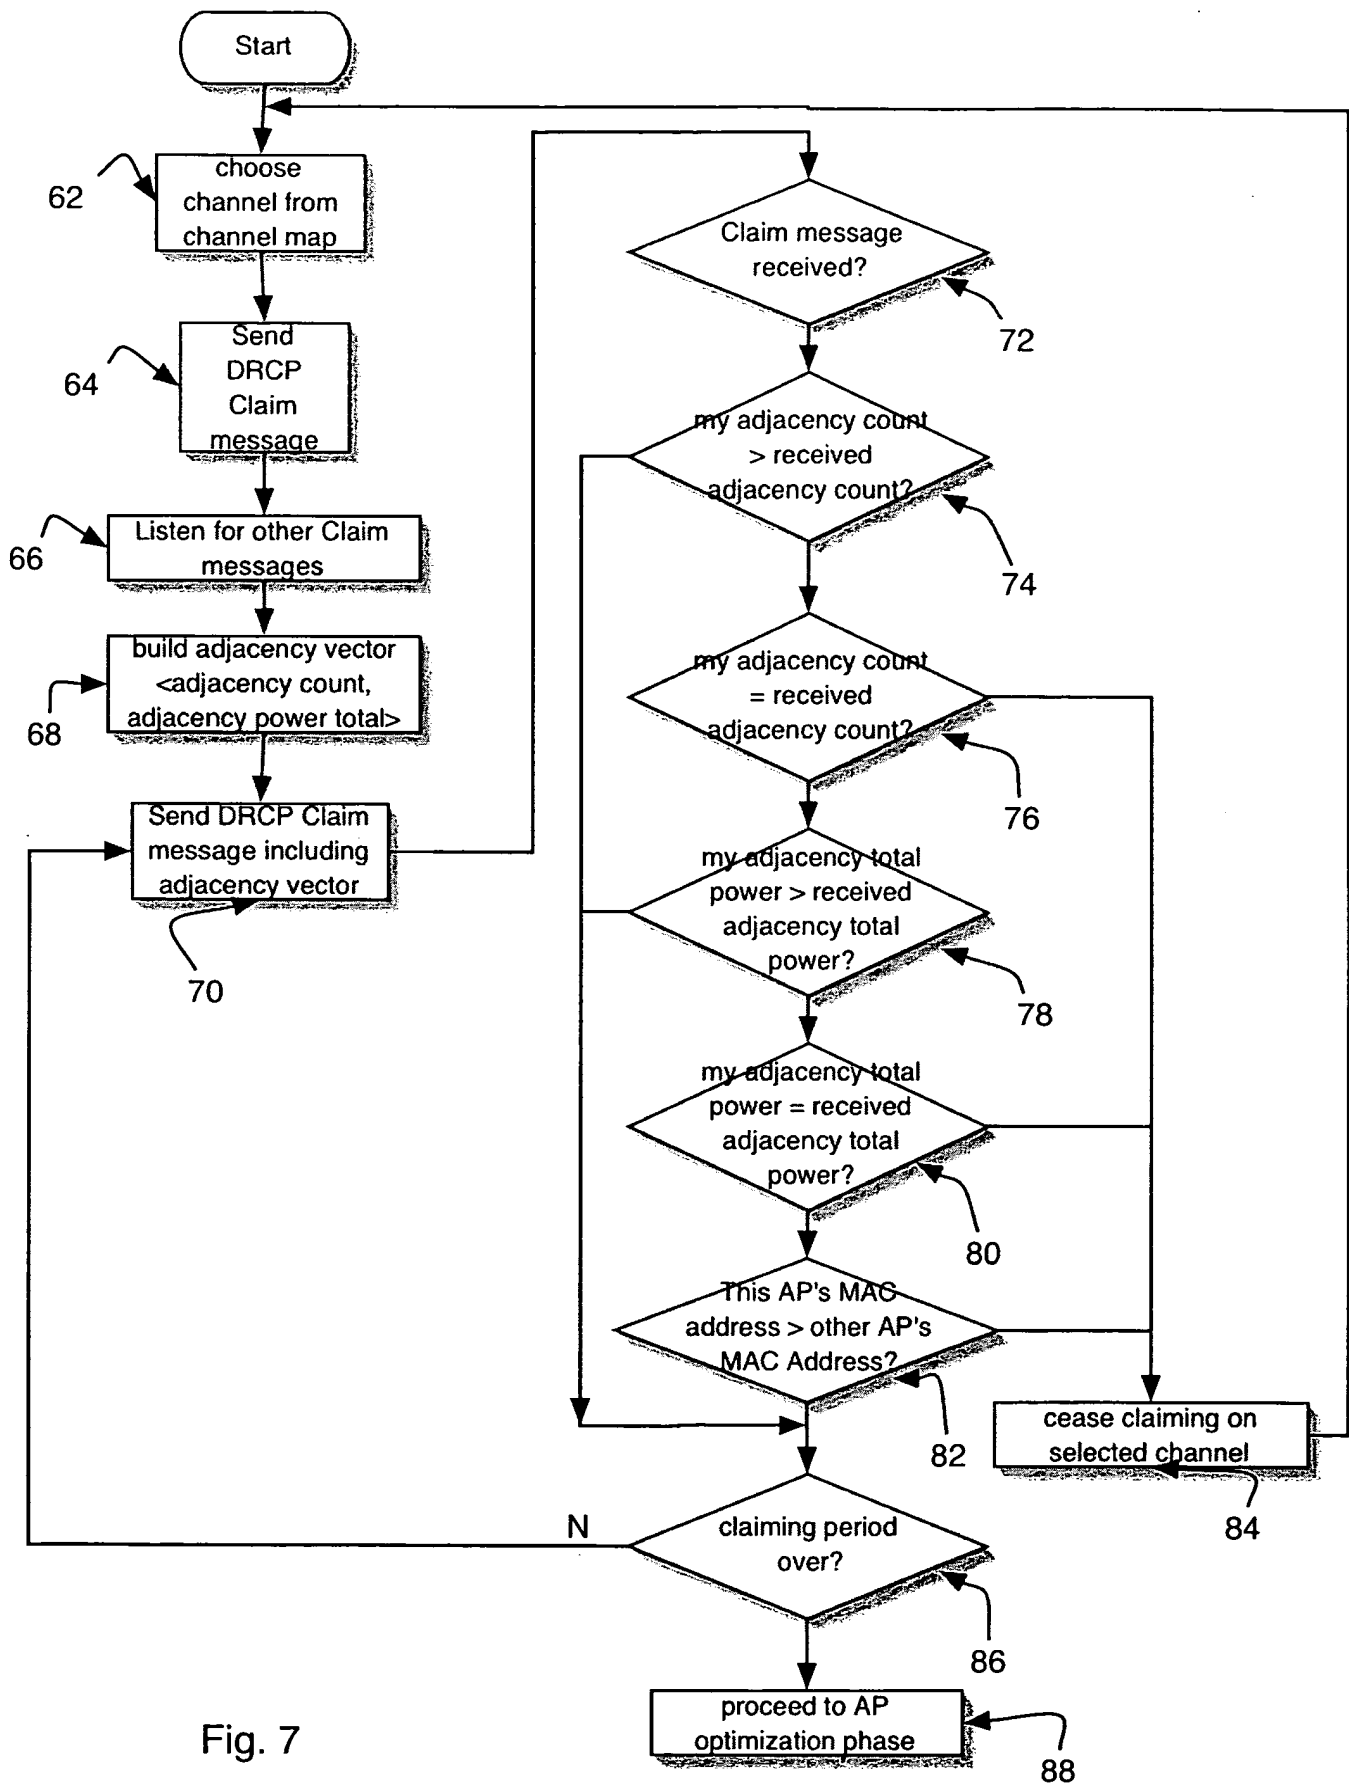 Start
choose
channel from
channel map
62
Send
DRCP
Claim
message
64
Listen for other Claim
messages
66
build adjacency vector
<adjacency count,
adjacency power total>
68
Send DRCP Claim
message including
adjacency vector
70
Claim message
received?
72
my adjacency count
> received
adjacency count?
74
my adjacency count
= received
adjacency count?
76
my adjacency total
power > received
adjacency total
power?
78
my adjacency total
power = received
adjacency total
power?
80
This AP's MAC
address > other AP's
MAC Address?
82
cease claiming on
selected channel
84
N
claiming period
over?
86
proceed to AP
optimization phase
88
Fig. 7